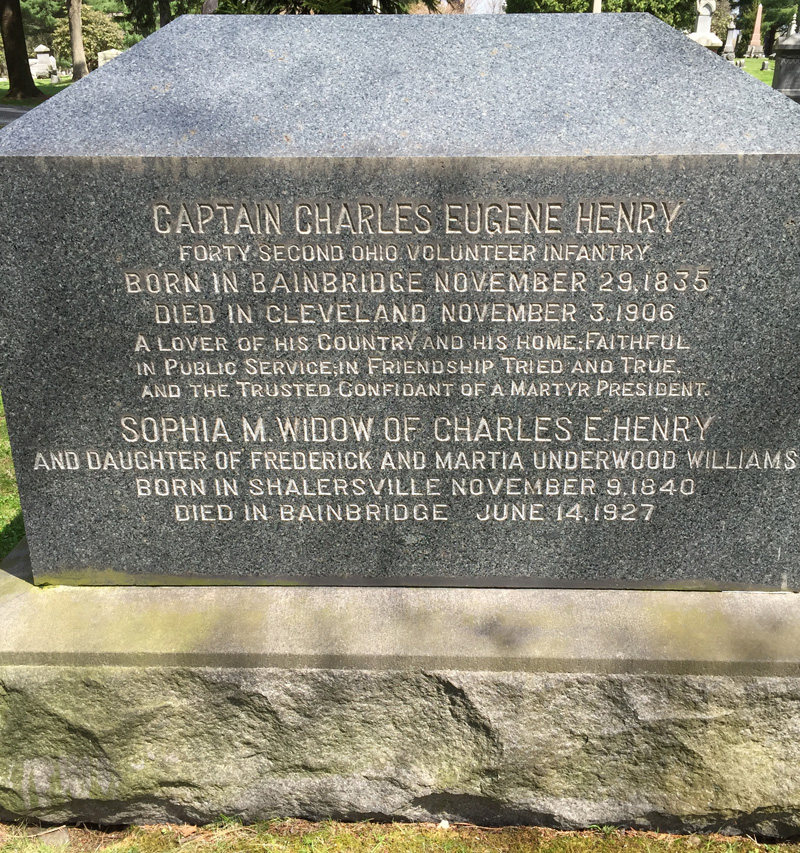 CAPTAIN CHARLES EUGENE HENRY
FORTY SECOND OHIO VOLUNTEER INFANTRY
BORN IN BAINBRIDGE NOVEMBER 29, 1835
DIED IN CLEVELAND NOVEMBER 3, 1906
A LOVER OF HIS COUNTRY AND HIS HOME; FAITHFUL
IN PUBLIC SERVICE; IN FRIENDSHIP TRIED AND TRUE,
AND THE TRUSTED CONFIDANT OF A MARTYR PRESIDENT.
SOPHIA M. WIDOW OF CHARLES E. HENRY
AND DAUGHTER OF FREDERICK AND MARTIA UNDERWOOD WILLIAMS
BORN IN SHALERSVILLE NOVEMBER 9, 1840
DIED IN BAINBRIDGE JUNE 14, 1927